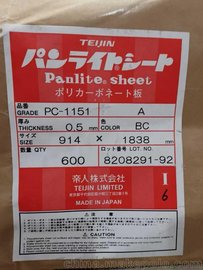 TEIJIN
パンライトシート
Panlite sheet
ポリカーボネート板
品番
GRADE PC-1151 A
厚み 色
THICKNESS 0.5 mm COLOR BC
サイズ
SIZE 914 × 1838 mm
数量 ロット番号 LOT NO.
QTY 600 8208291-92
帝人株式会社
TEIJIN LIMITED
MADE IN JAPAN
I
6